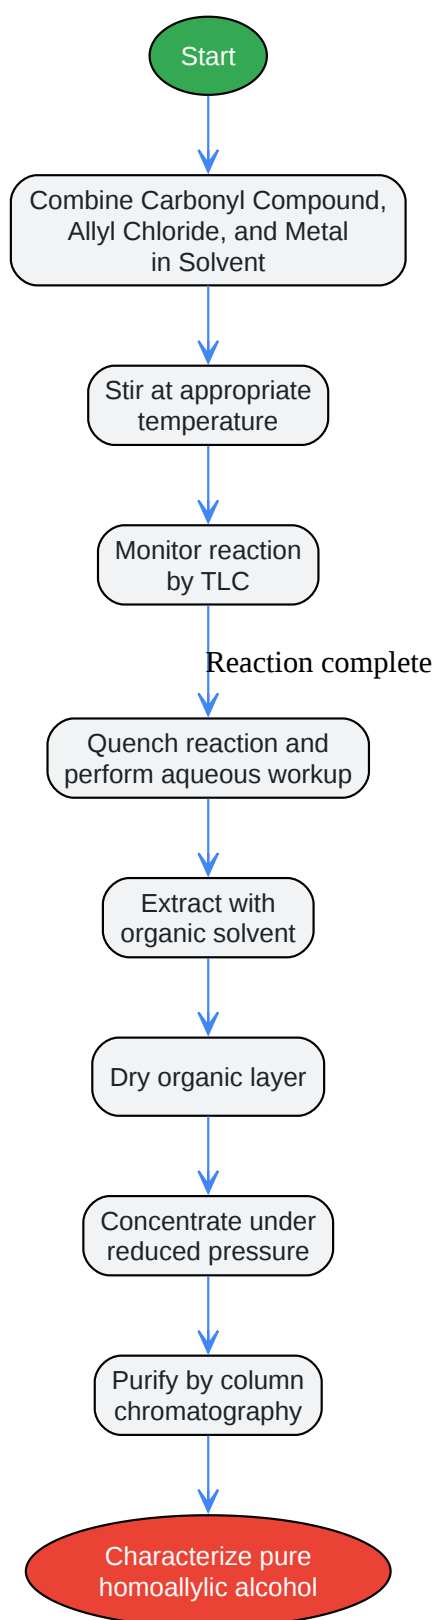 Start
Combine Carbonyl Compound,
Allyl Chloride, and Metal
in Solvent
Stir at appropriate
temperature
Monitor reaction
by TLC
Reaction complete
Quench reaction and
perform aqueous workup
Extract with
organic solvent
Dry organic layer
Concentrate under
reduced pressure
Purify by column
chromatography
Characterize pure
homoallylic alcohol